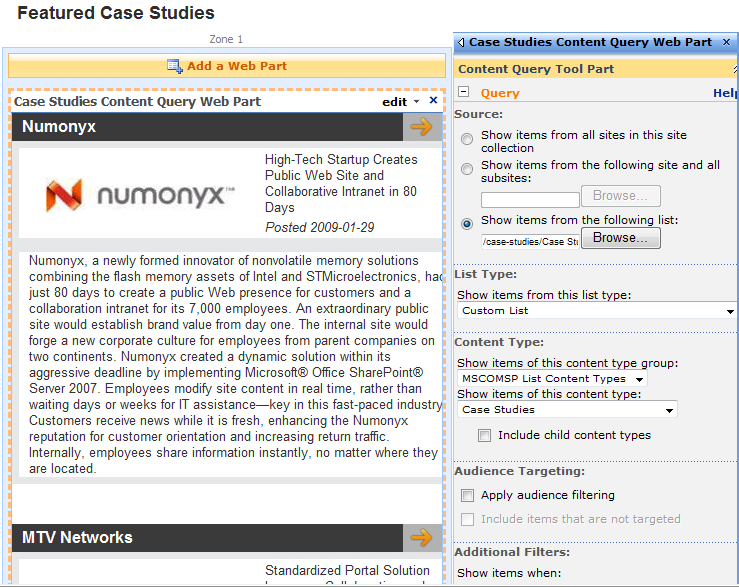 Featured Case Studies
Zone 1
Add a Web Part
Case Studies Content Query Web Part
edit
Numonyx
numonyx™
High-Tech Startup Creates
Public Web Site and
Collaborative Intranet in 80
Days
Posted 2009-01-29
Numonyx, a newly formed innovator of nonvolatile memory solutions
combining the flash memory assets of Intel and STMicroelectronics, had
just 80 days to create a public Web presence for customers and a
collaboration intranet for its 7,000 employees. An extraordinary public
site would establish brand value from day one. The internal site would
forge a new corporate culture for employees from parent companies on
two continents. Numonyx created a dynamic solution within its
aggressive deadline by implementing Microsoft® Office SharePoint®
Server 2007. Employees modify site content in real time, rather than
waiting days or weeks for IT assistance—key in this fast-paced industry
Customers receive news while it is fresh, enhancing the Numonyx
reputation for customer orientation and increasing return traffic.
Internally, employees share information instantly, no matter where they
are located.
MTV Networks
Standardized Portal Solution
Case Studies Content Query Web Part
Content Query Tool Part
Query
Help
Source:
Show items from all sites in this site
collection
Show items from the following site and all
subsites:
Browse...
Show items from the following list:
/case-studies/Case Stu
Browse...
List Type:
Show items from this list type:
Custom List
Content Type:
Show items of this content type group:
MSCOMSP List Content Types
Show items of this content type:
Case Studies
Include child content types
Audience Targeting:
Apply audience filtering
Include items that are not targeted
Additional Filters:
Show items when: